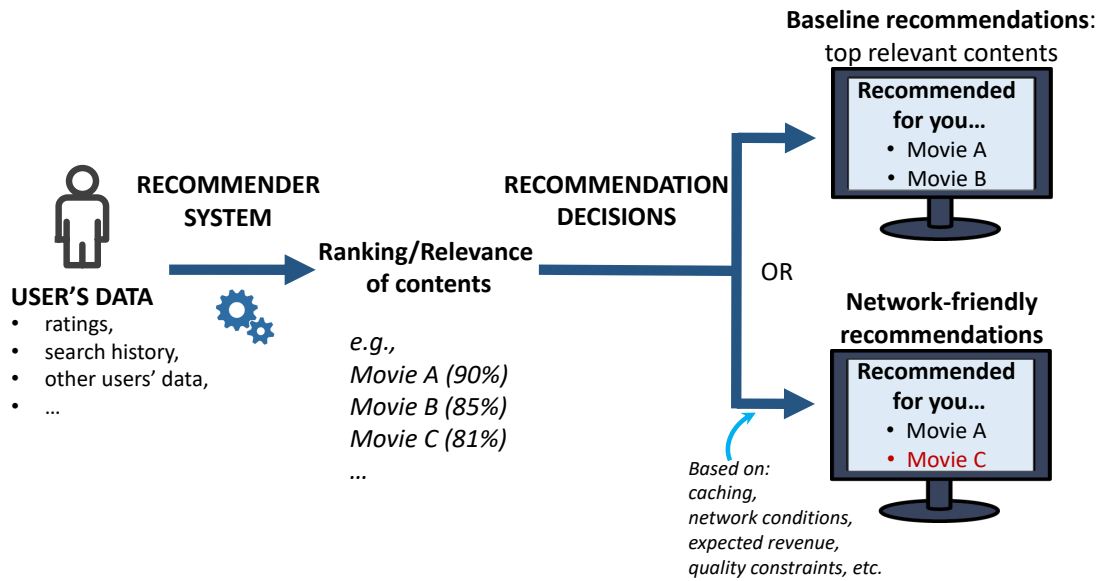 USER'S DATA
• ratings,
• search history,
• other users' data,
• …
RECOMMENDER
SYSTEM
Ranking/Relevance
of contents
e.g.,
Movie A (90%)
Movie B (85%)
Movie C (81%)
…
RECOMMENDATION
DECISIONS
OR
Based on:
caching,
network conditions,
expected revenue,
quality constraints, etc.
Baseline recommendations:
top relevant contents
Recommended
for you…
• Movie A
• Movie B
Network-friendly
recommendations
Recommended
for you…
• Movie A
• Movie C